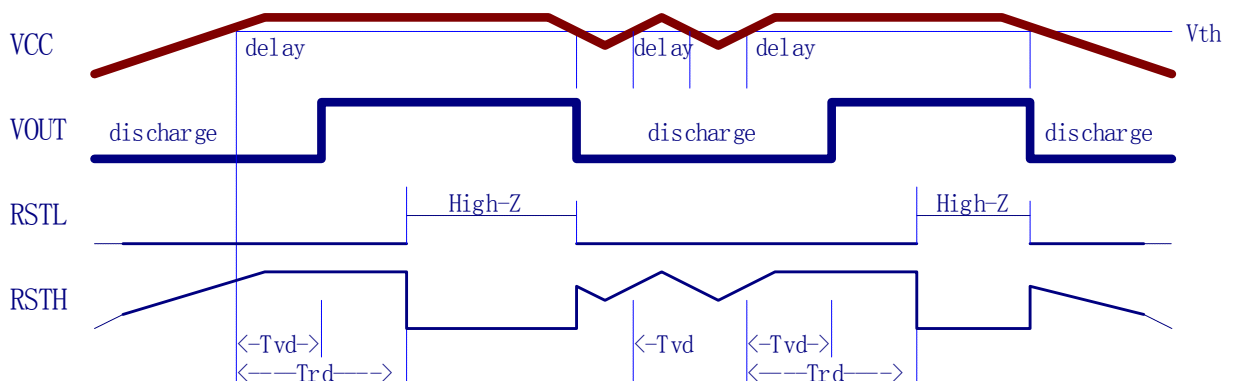 VCC
delay
delay
delay
Vth
VOUT
discharge
discharge
discharge
RSTL
High-Z
High-Z
RSTH
<-Tvd->
<-Tvd
<-Tvd->
<----Trd---->
<----Trd---->